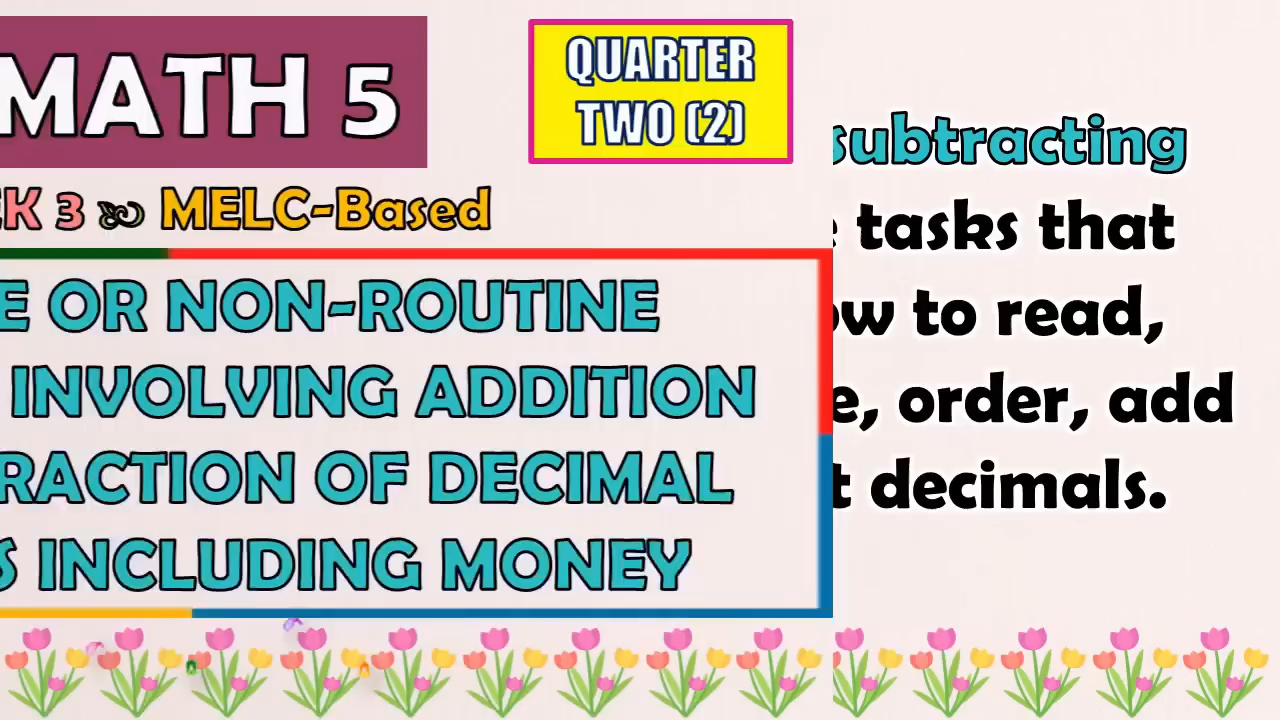 MATH 5
QUARTER
TWO (2)
3 MELC-Based
OR NON-ROUTINE
INVOLVING ADDITION
OF DECIMAL
INCLUDING MONEY
subtracting
tasks that
to read,
order, add
decimals.